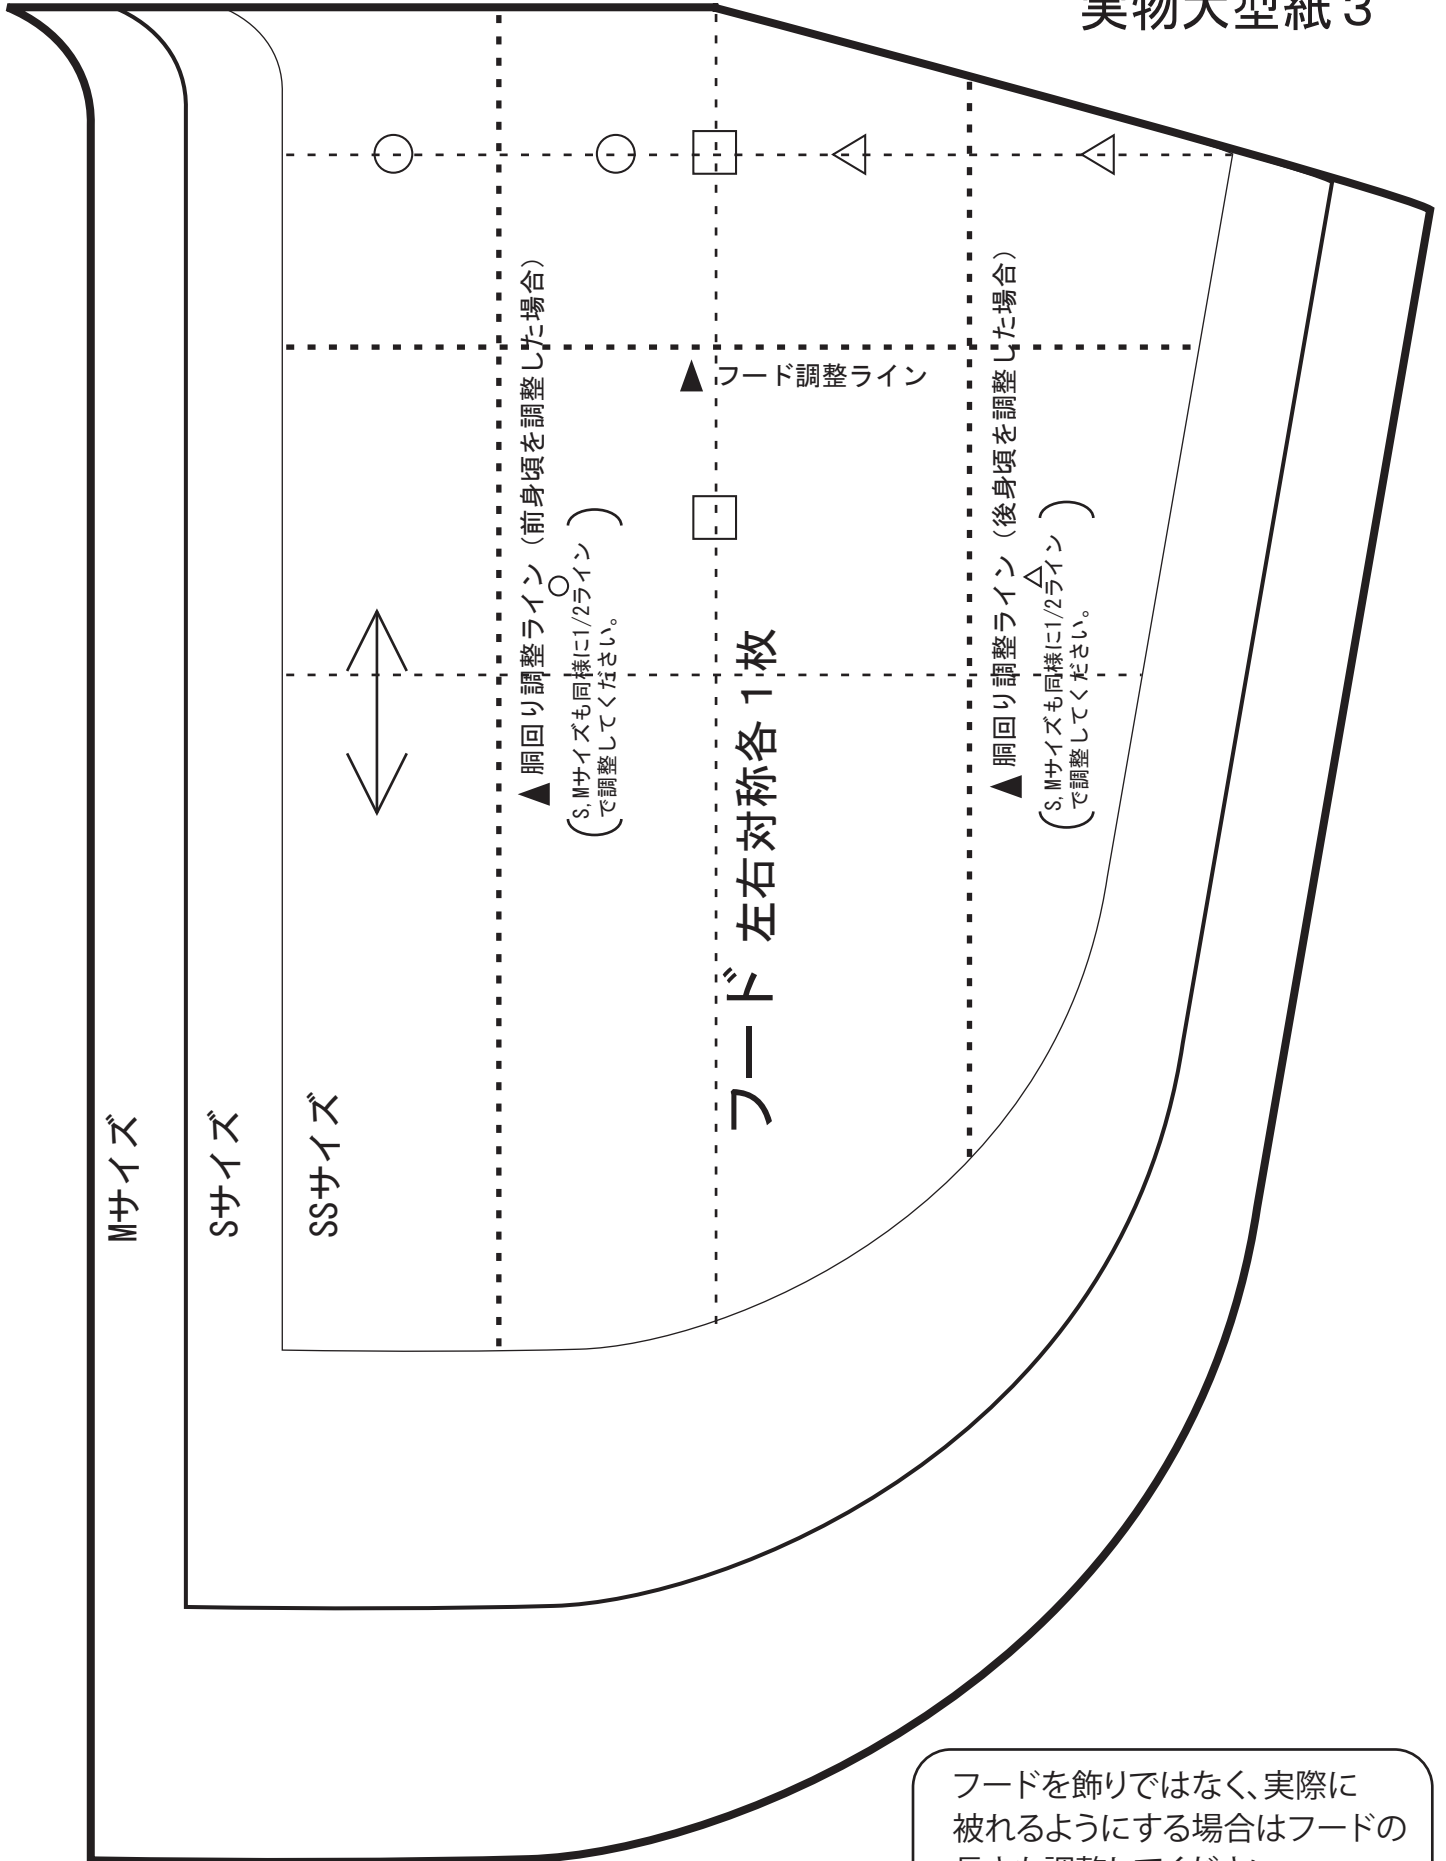 実物大型紙3
フード調整ライン
胴回り調整ライン（前身頃を調整した場合）
(S,Mサイズも同様に1/2ライン
で調整してください。)
胴回り調整ライン（後身頃を調整した場合）
(S,Mサイズも同様に1/2ライン
で調整してください。)
フード 左右対称各1枚
Mサイズ
Sサイズ
SSサイズ
フードを飾りではなく、実際に
被れるようにする場合はフードの